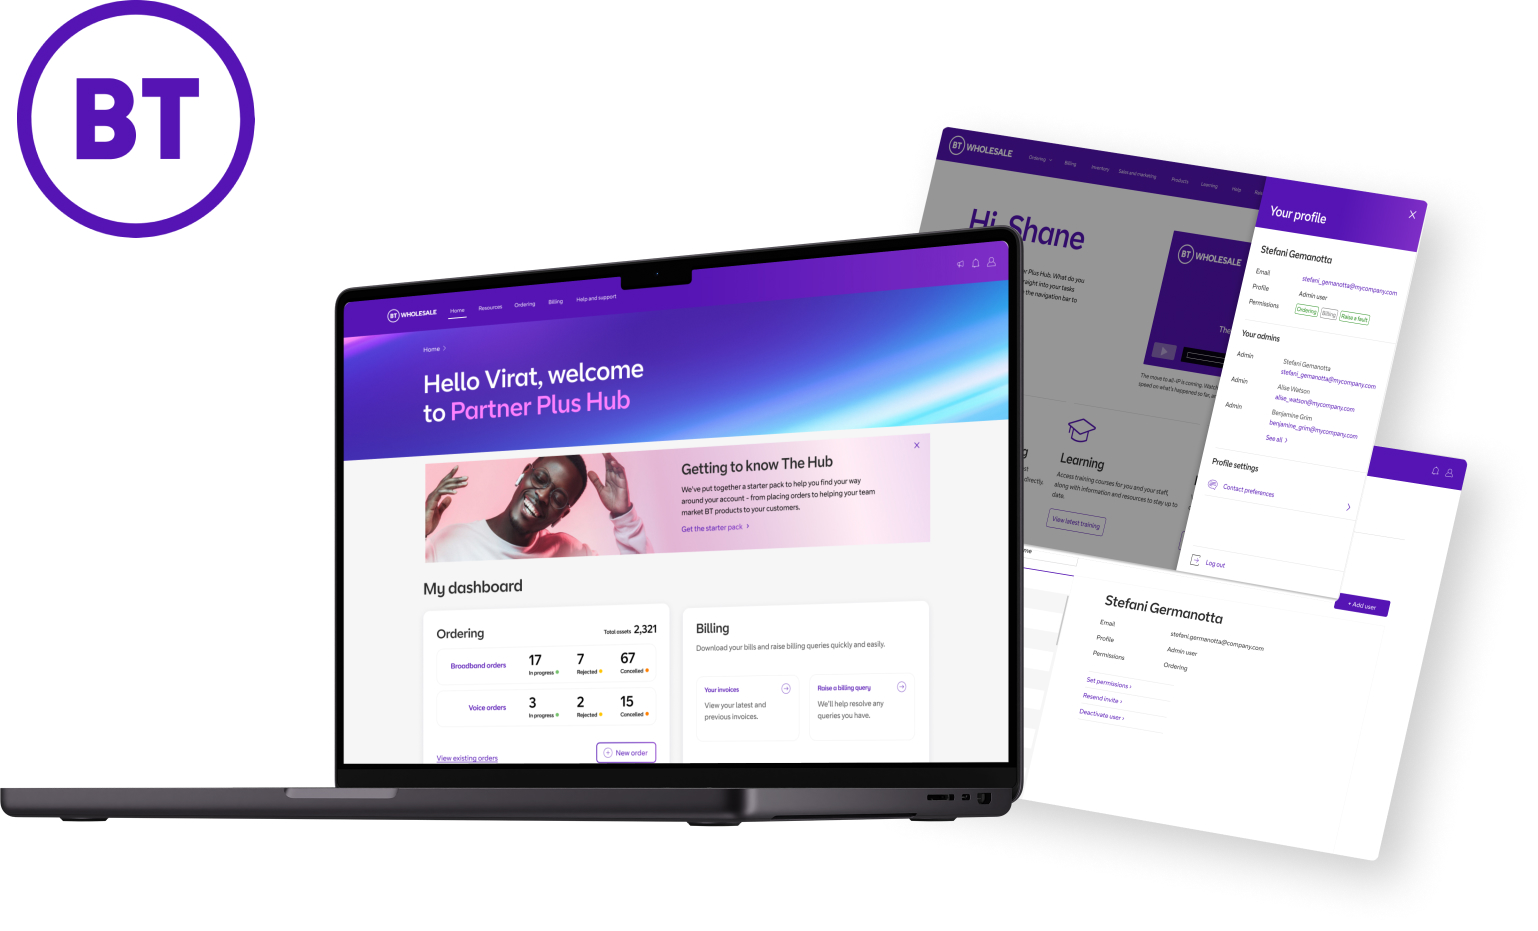 BT
BT WHOLESALE
Home
Resources
Ordering
Billing
Help and support
Home
Hello Virat, welcome
to Partner Plus Hub
Getting to know The Hub
We've put together a starter pack to help you find your way
around your account - from placing orders to helping your team
market BT products to your customers.
Get the starter pack
My dashboard
Ordering
Total assets 2,321
Broadband orders
17
In progress
7
Rejected
67
Cancelled
Voice orders
3
In progress
2
Rejected
15
Cancelled
View existing orders
New order
Billing
Download your bills and raise billing queries quickly and easily.
Your invoices
View your latest and
previous invoices.
Raise a billing query
We'll help resolve any
queries you have.
BT WHOLESALE
Ordering
Billing
Inventory
Sales and marketing
Products
Learning
Help
Hi, Shane
Plus Hub. What do you
straight into your tasks
the navigation bar to
BT WHOLESALE
The
The move to all-IP is coming. Watch
speed on what's happened so far,
directly
Learning
Access training courses for you and your staff,
along with information and resources to stay up to
date.
View latest training
Your profile
X
Stefani Gemanotta
Email
stefani_gemanotta@mycompany.com
Profile
Admin user
Permissions
Ordering
Billing
Raise a fault
Your admins
Admin
Stefani Gemanotta
stefani_gemanotta@mycompany.com
Admin
Alise Watson
alise_watson@mycompany.com
Admin
Benjamine Grim
benjamine_grim@mycompany.com
See all
Profile settings
Contact preferences
Log out
+ Add user
Stefani Germanotta
Email
stefani.germanotta@company.com
Profile
Admin user
Permissions
Ordering
Set permissions
Resend invite
Deactivate user